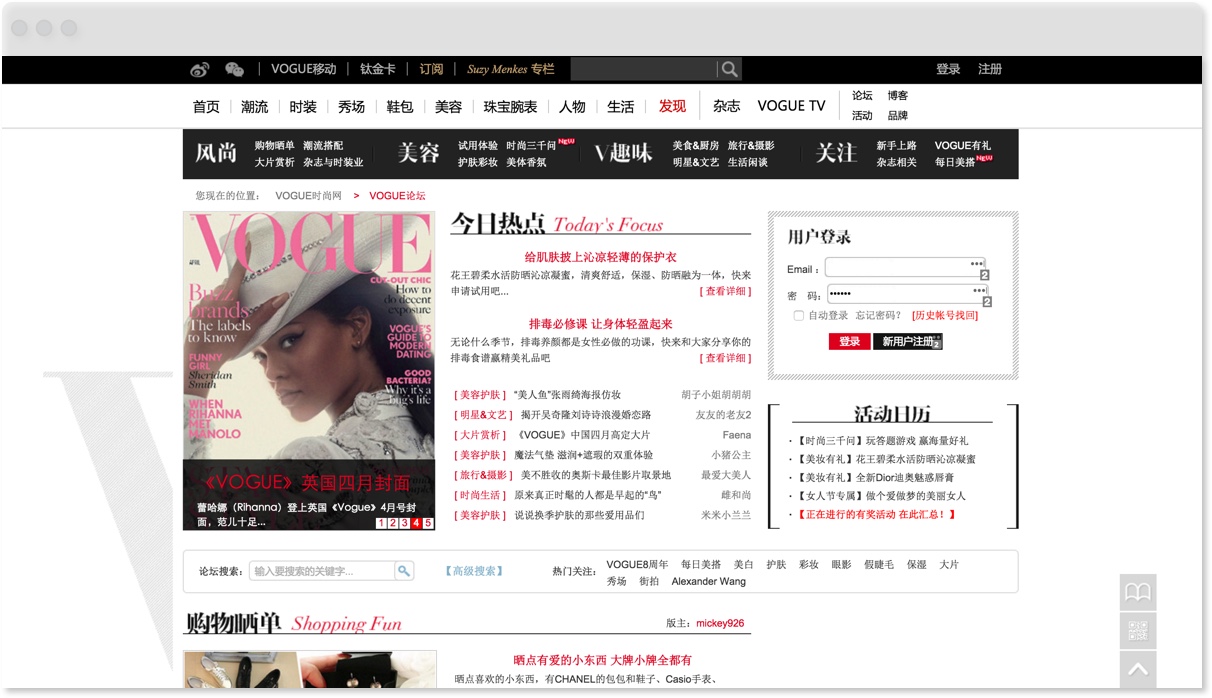 VOGUE移动 钛金卡 订阅 Suzy Menkes 专栏 登录 注册
首页 潮流 时装 秀场 鞋包 美容 珠宝腕表 人物 生活 发现 杂志 VOGUE TV 论坛 博客
活动 品牌
风尚 购物晒单 潮流搭配
大片赏析 杂志与时装业
美容 试用体验 时尚三千问 New
护肤彩妆 美体香氛
V趣味 美食&厨房 旅行&摄影
明星&文艺 生活闲谈
关注 新手上路 VOGUE有礼
杂志相关 每日美搭 New
您现在的位置： VOGUE时尚网 > VOGUE论坛
VOGUE
CUT-OUT CHIC
How to
do decent
exposure
Buzz
brands
The labels
to know
VOGUE'S
GUIDE TO
MODERN
DATING
FUNNY
GIRL
Sheridan
Smith
GOOD
BACTERIA?
Why it's a
bug's life
WHEN
RIHANNA
MET
MANOLO
《VOGUE》英国四月封面
蕾哈娜（Rihanna）登上英国《Vogue》4月号封
面，范儿十足...
1 2 3 4 5
今日热点 Today's Focus
给肌肤披上沁凉轻薄的保护衣
花王碧柔水活防晒沁凉凝蜜，清爽舒适，保湿、防晒融为一体，快来
申请试用吧... [ 查看详细 ]
排毒必修课 让身体轻盈起来
无论什么季节，排毒养颜都是女性必做的功课，快来和大家分享你的
排毒食谱赢精美礼品吧 [ 查看详细 ]
[ 美容护肤 ] “美人鱼”张雨绮海报仿妆 胡子小姐胡胡胡
[ 明星&文艺 ] 揭开吴奇隆刘诗诗浪漫婚恋路 友友的老友2
[ 大片赏析 ] 《VOGUE》中国四月高定大片 Faena
[ 美容护肤 ] 魔法气垫 滋润+遮瑕的双重体验 小猪公主
[ 旅行&摄影 ] 美不胜收的奥斯卡最佳影片取景地 最爱大美人
[ 时尚生活 ] 原来真正时髦的人都是早起的“鸟” 雌和尚
[ 美容护肤 ] 说说换季护肤的那些爱用品们 米米小兰兰
用户登录
Email： 2
密 码： •••••• 2
自动登录 忘记密码？ [历史帐号找回]
登录 新用户注册 2
活动日历
·【时尚三千问】玩答题游戏 赢海量好礼
·【美妆有礼】花王碧柔水活防晒沁凉凝蜜
·【美妆有礼】全新Dior迪奥魅惑唇膏
·【女人节专属】做个爱做梦的美丽女人
·【正在进行的有奖活动 在此汇总！】
论坛搜索： 输入要搜索的关键字... 【高级搜索】 热门关注： VOGUE8周年 每日美搭 美白 护肤 彩妆 眼影 假睫毛 保湿 大片
秀场 街拍 Alexander Wang
购物晒单 Shopping Fun 版主：mickey926
晒点有爱的小东西 大牌小牌全都有
晒点喜欢的小东西，有CHANEL的包包和鞋子、Casio手表、